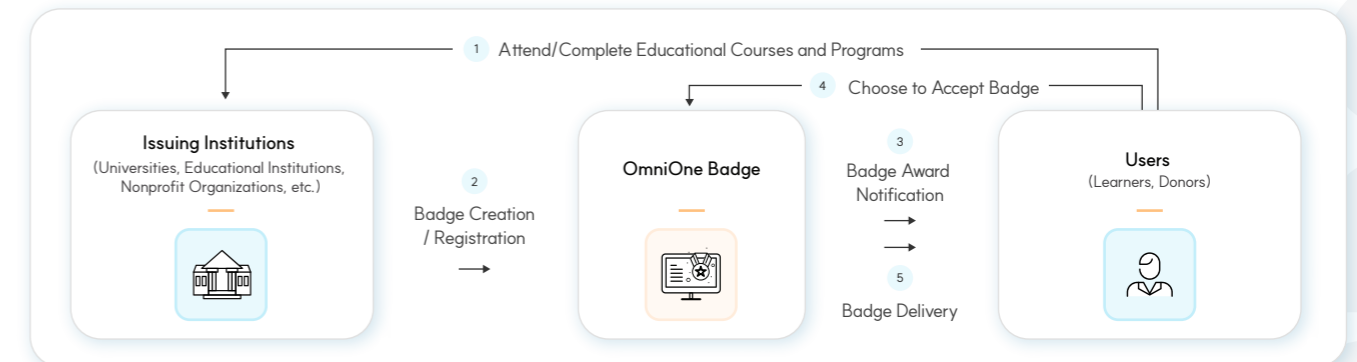 1 Attend/Complete Educational Courses and Programs
4 Choose to Accept Badge
Issuing Institutions
(Universities, Educational Institutions,
Nonprofit Organizations, etc.)
2
Badge Creation
/ Registration
OmniOne Badge
3
Badge Award
Notification
5
Badge Delivery
Users
(Learners, Donors)